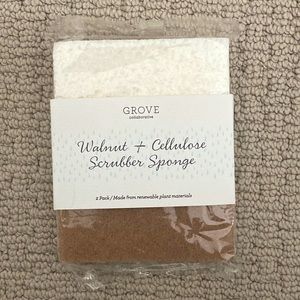 GROVE
collaborative
Walnut + Cellulose
Scrubber Sponge
2 Pack / Made from renewable plant materials